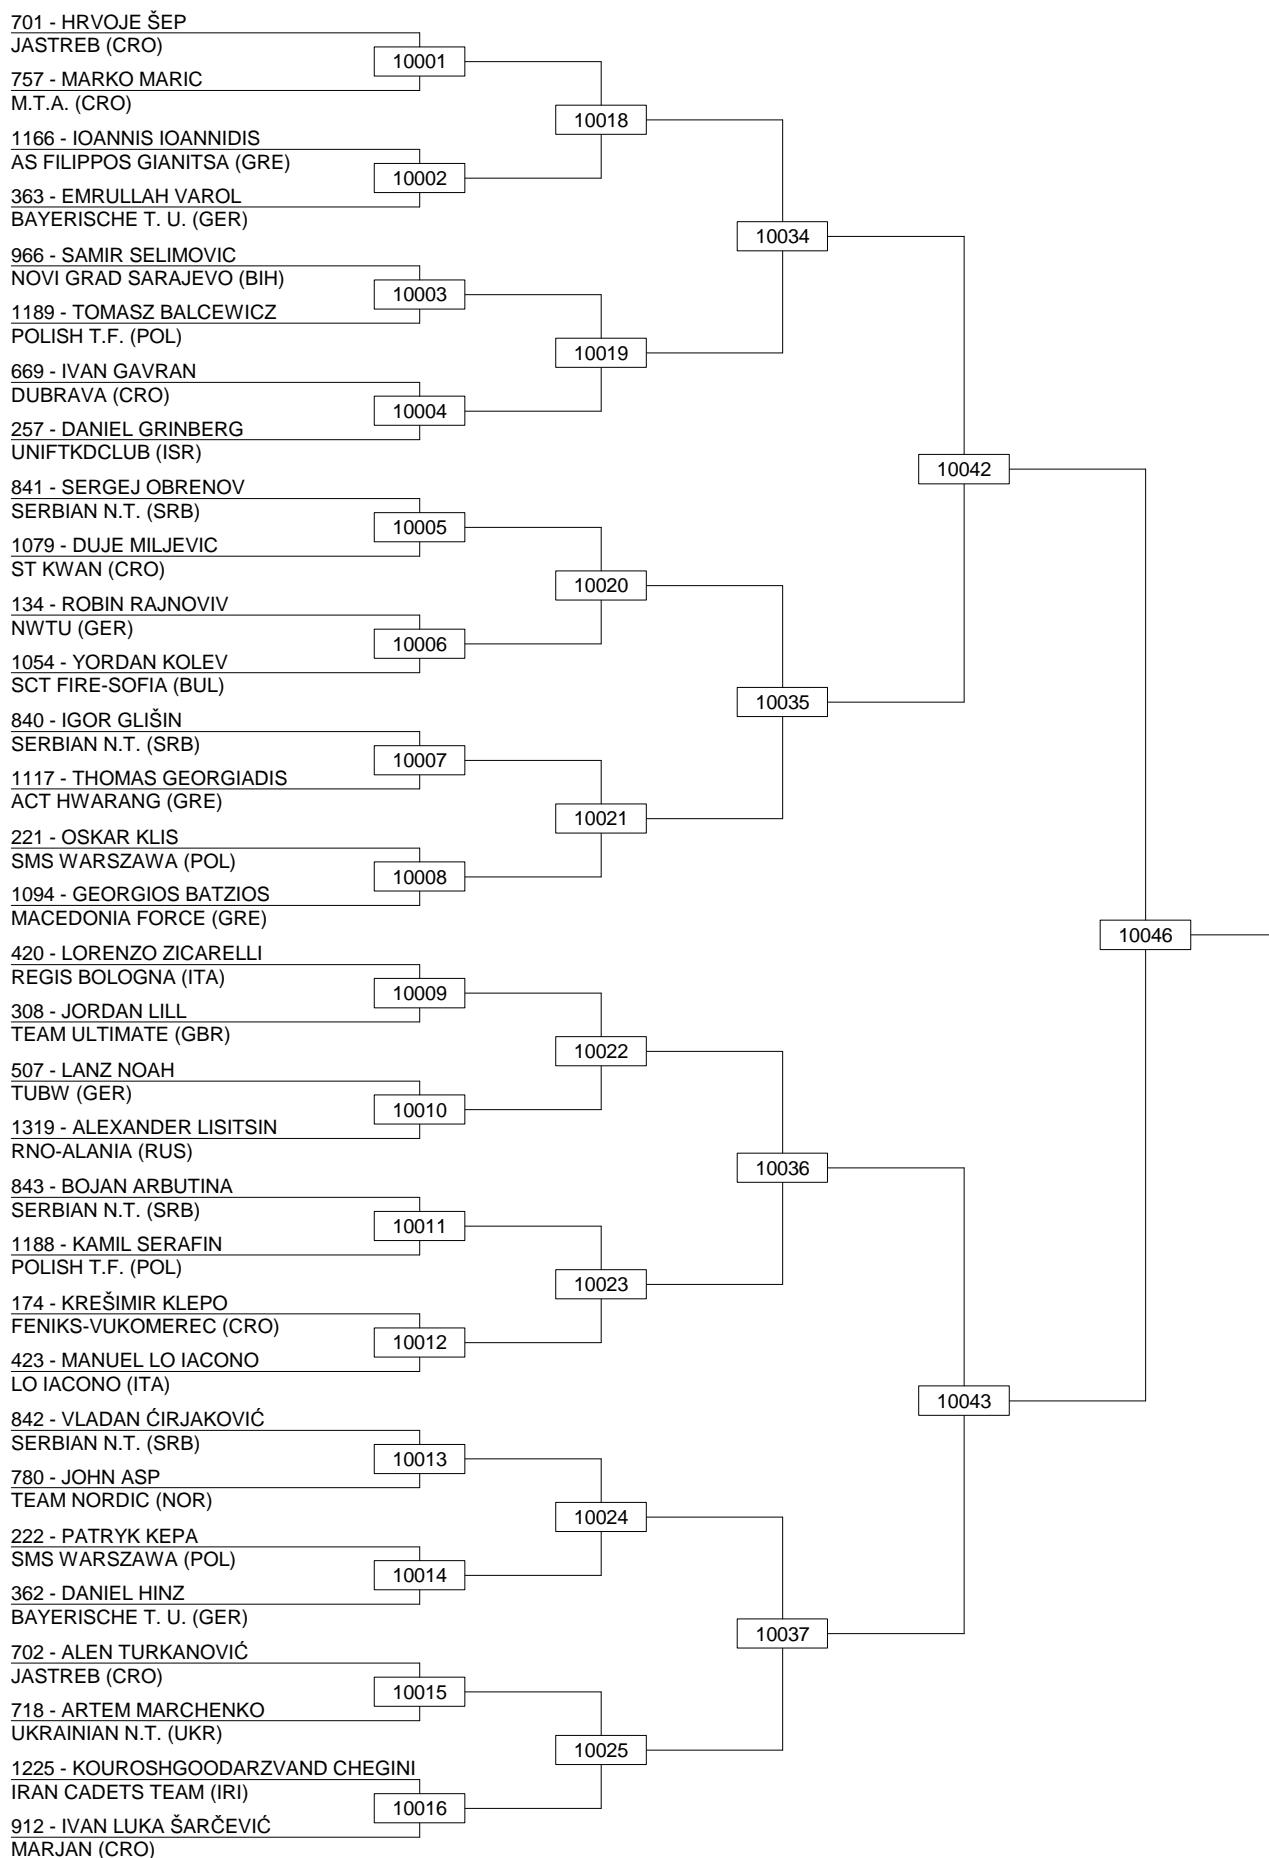 701 - HRVOJE ŠEP
JASTREB (CRO)
10001
757 - MARKO MARIC
M.T.A. (CRO)
10018
1166 - IOANNIS IOANNIDIS
AS FILIPPOS GIANITSA (GRE)
10002
363 - EMRULLAH VAROL
BAYERISCHE T. U. (GER)
10034
966 - SAMIR SELIMOVIC
NOVI GRAD SARAJEVO (BIH)
10003
1189 - TOMASZ BALCEWICZ
POLISH T.F. (POL)
10019
669 - IVAN GAVRAN
DUBRAVA (CRO)
10004
257 - DANIEL GRINBERG
UNIFTKDCLUB (ISR)
10042
841 - SERGEJ OBRENOV
SERBIAN N.T. (SRB)
10005
1079 - DUJE MILJEVIC
ST KWAN (CRO)
10020
134 - ROBIN RAJNOVIV
NWTU (GER)
10006
1054 - YORDAN KOLEV
SCT FIRE-SOFIA (BUL)
10035
840 - IGOR GLIŠIN
SERBIAN N.T. (SRB)
10007
1117 - THOMAS GEORGIADIS
ACT HWARANG (GRE)
10021
221 - OSKAR KLIS
SMS WARSZAWA (POL)
10008
1094 - GEORGIOS BATZIOS
MACEDONIA FORCE (GRE)
10046
420 - LORENZO ZICARELLI
REGIS BOLOGNA (ITA)
10009
308 - JORDAN LILL
TEAM ULTIMATE (GBR)
10022
507 - LANZ NOAH
TUBW (GER)
10010
1319 - ALEXANDER LISITSIN
RNO-ALANIA (RUS)
10036
843 - BOJAN ARBUTINA
SERBIAN N.T. (SRB)
10011
1188 - KAMIL SERAFIN
POLISH T.F. (POL)
10023
174 - KREŠIMIR KLEPO
FENIKS-VUKOMEREC (CRO)
10012
423 - MANUEL LO IACONO
LO IACONO (ITA)
10043
842 - VLADAN ĆIRJAKOVIĆ
SERBIAN N.T. (SRB)
10013
780 - JOHN ASP
TEAM NORDIC (NOR)
10024
222 - PATRYK KEPA
SMS WARSZAWA (POL)
10014
362 - DANIEL HINZ
BAYERISCHE T. U. (GER)
10037
702 - ALEN TURKANOVIĆ
JASTREB (CRO)
10015
718 - ARTEM MARCHENKO
UKRAINIAN N.T. (UKR)
10025
1225 - KOUROSHGOODARZVAND CHEGINI
IRAN CADETS TEAM (IRI)
10016
912 - IVAN LUKA ŠARČEVIĆ
MARJAN (CRO)